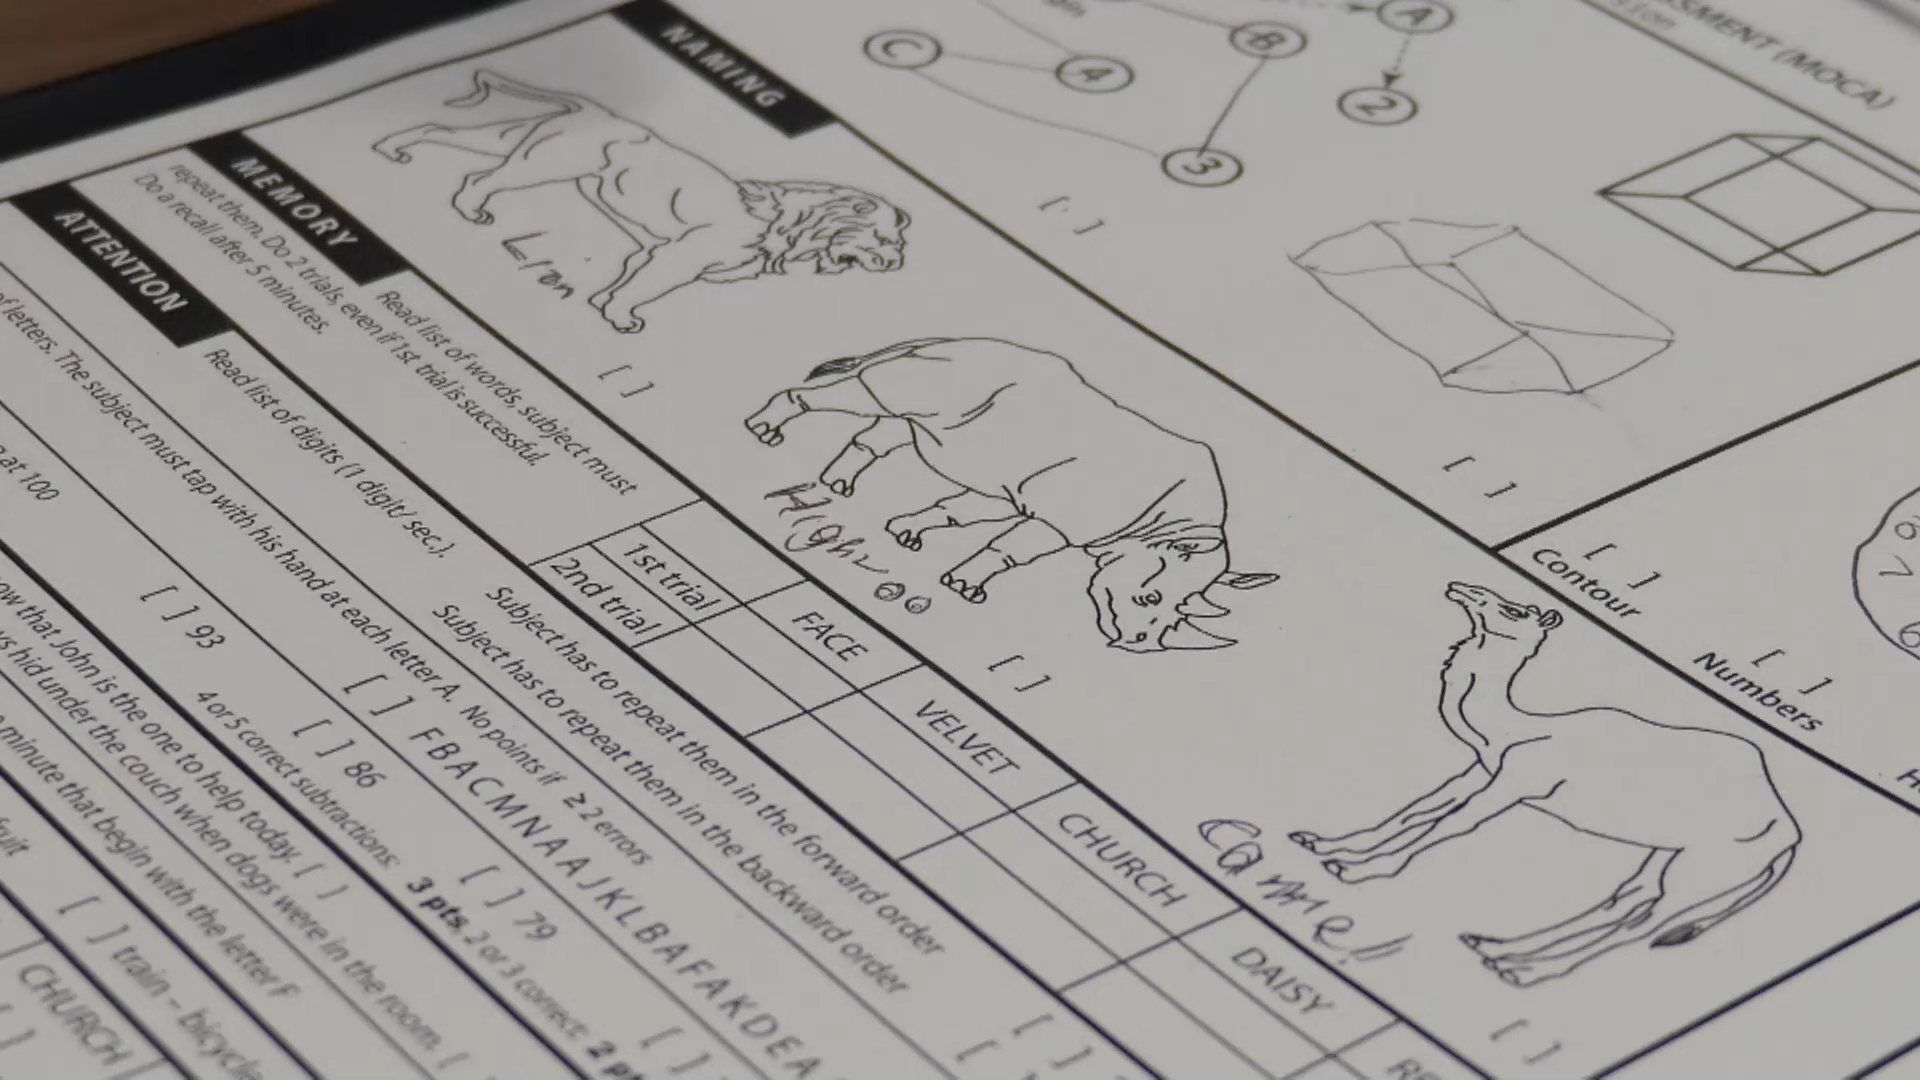 SSMENT (MOCA)
A
2
B
C
A
3
[ ]
[ ]
[ ]
Contour
[ ]
Numbers
NAMING
Lion
[ ]
[ ]
[ ]
MEMORY
Read list of words, subject must
repeat them. Do 2 trials, even if 1st trial is successful.
Do a recall after 5 minutes.
1st trial
2nd trial
FACE
VELVET
CHURCH
DAISY
RE
ATTENTION
Read list of digits (1 digit/ sec.).
Subject has to repeat them in the forward order
Subject has to repeat them in the backward order
[ ]
[ ]
of letters. The subject must tap with his hand at each letter A. No points if ≥ 2 errors
[ ] FBACMNAAJKLBAFAKDEA
at 100
[ ] 93
[ ] 86
[ ] 79
[ ]
4 or 5 correct subtractions: 3 pts, 2 or 3 correct: 2 pt
ow that John is the one to help today. [ ]
ys hid under the couch when dogs were in the room. [
minute that begin with the letter F
fruit
[ ] train – bicycle
CHURCH
[ ]